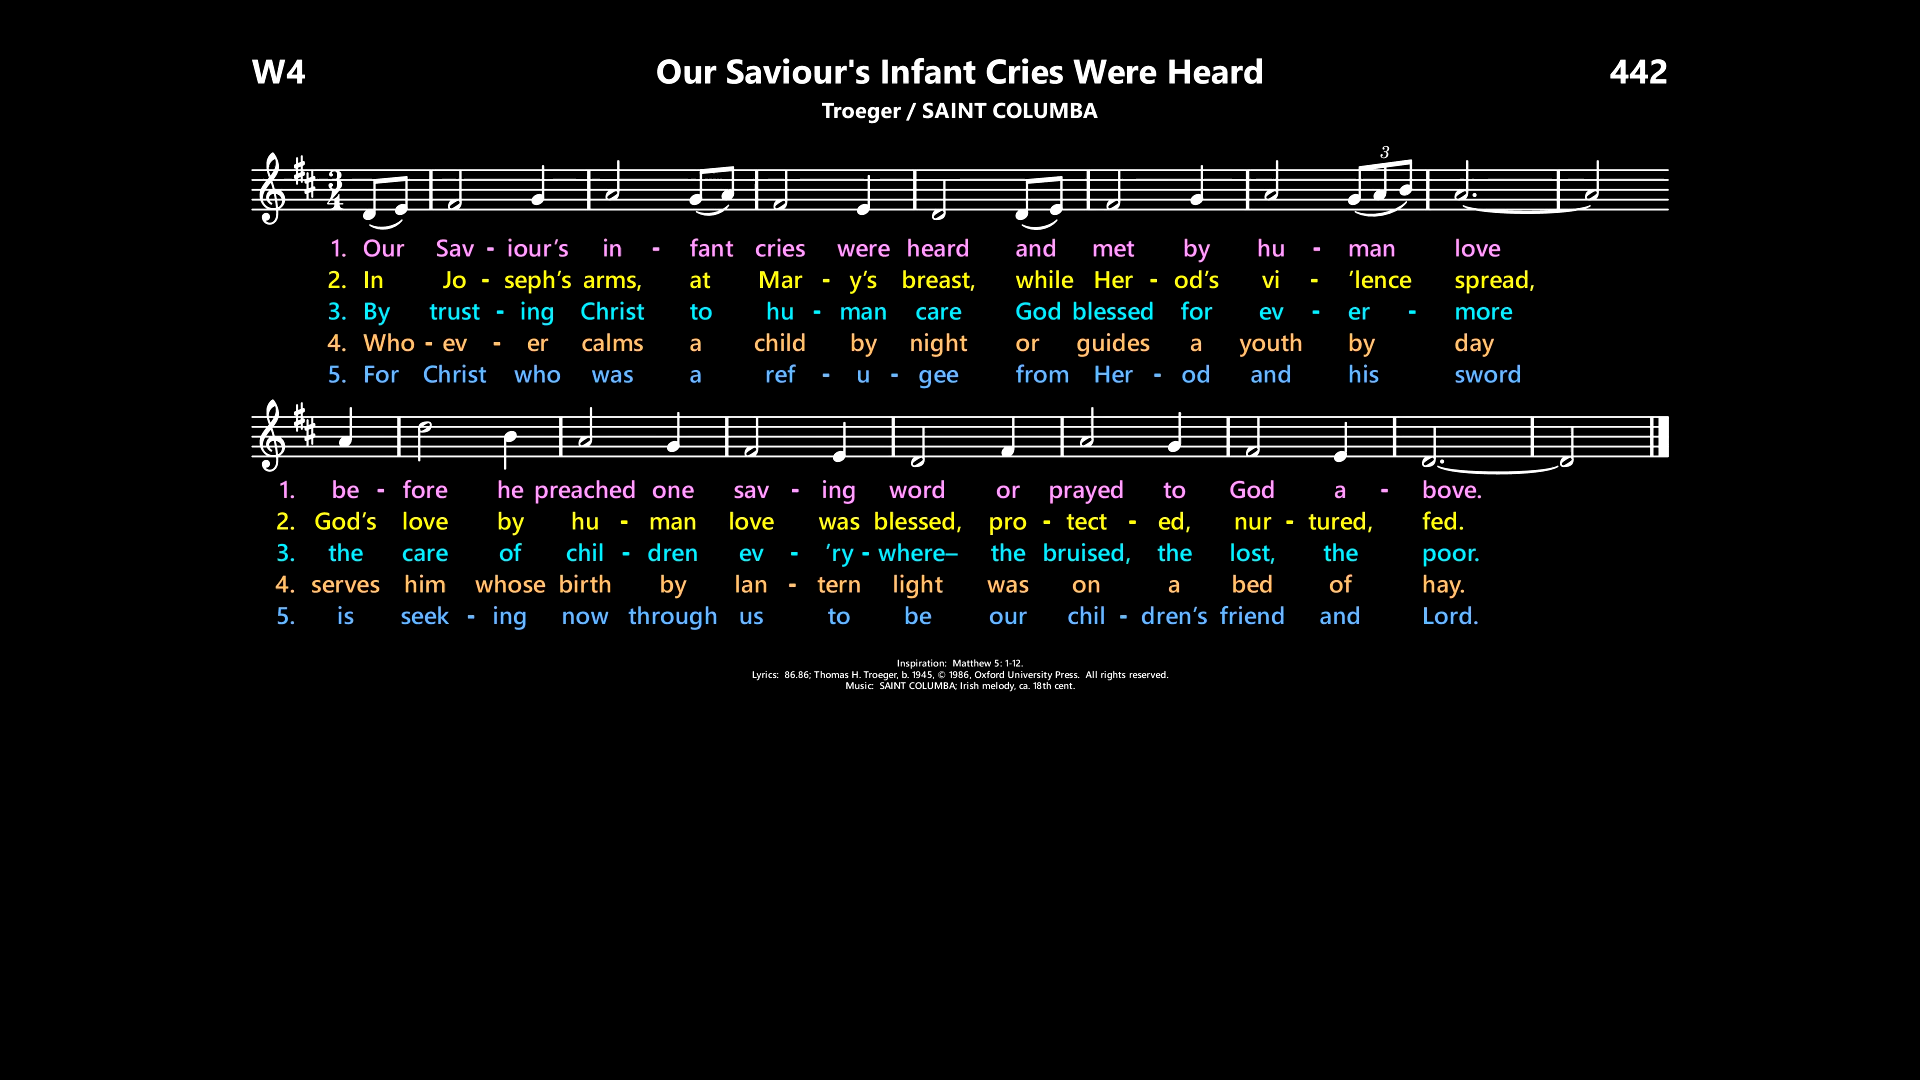 W4 Our Saviour's Infant Cries Were Heard 442
Troeger / SAINT COLUMBA
3
1. Our Sav - iour’s in - fant cries were heard and met by hu - man love
2. In Jo - seph’s arms, at Mar - y’s breast, while Her - od’s vi - ’lence spread,
3. By trust - ing Christ to hu - man care God blessed for ev - er - more
4. Who - ev - er calms a child by night or guides a youth by day
5. For Christ who was a ref - u - gee from Her - od and his sword
1. be - fore he preached one sav - ing word or prayed to God a - bove.
2. God’s love by hu - man love was blessed, pro - tect - ed, nur - tured, fed.
3. the care of chil - dren ev - ’ry - where– the bruised, the lost, the poor.
4. serves him whose birth by lan - tern light was on a bed of hay.
5. is seek - ing now through us to be our chil - dren’s friend and Lord.
Inspiration: Matthew 5: 1-12.
Lyrics: 86.86; Thomas H. Troeger, b. 1945, © 1986, Oxford University Press. All rights reserved.
Music: SAINT COLUMBA; Irish melody, ca. 18th cent.